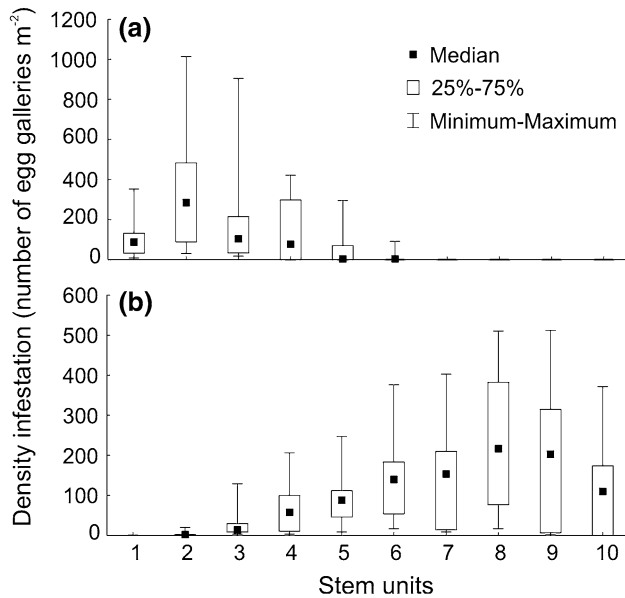 Density infestation (number of egg galleries m⁻²)
(a)
1200
1000
800
600
400
200
0
Median
25%-75%
Minimum-Maximum
(b)
600
500
400
300
200
100
0
1 2 3 4 5 6 7 8 9 10
Stem units